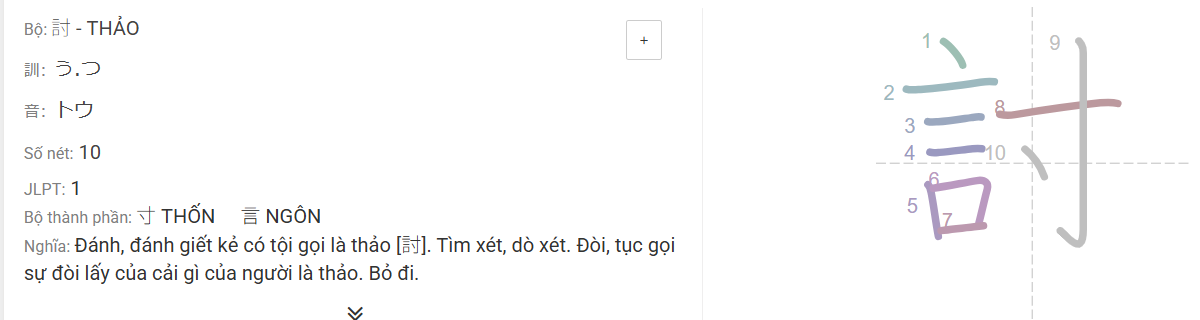 Bộ: 討 - THẢO
+
訓: う.つ
音: トウ
Số nét: 10
JLPT: 1
Bộ thành phần: 寸 THỐN 言 NGÔN
Nghĩa: Đánh, đánh giết kẻ có tội gọi là thảo [討]. Tìm xét, dò xét. Đòi, tục gọi
sự đòi lấy của cải gì của người là thảo. Bỏ đi.
討
1
2
3
4
5
6
7
8
9
10